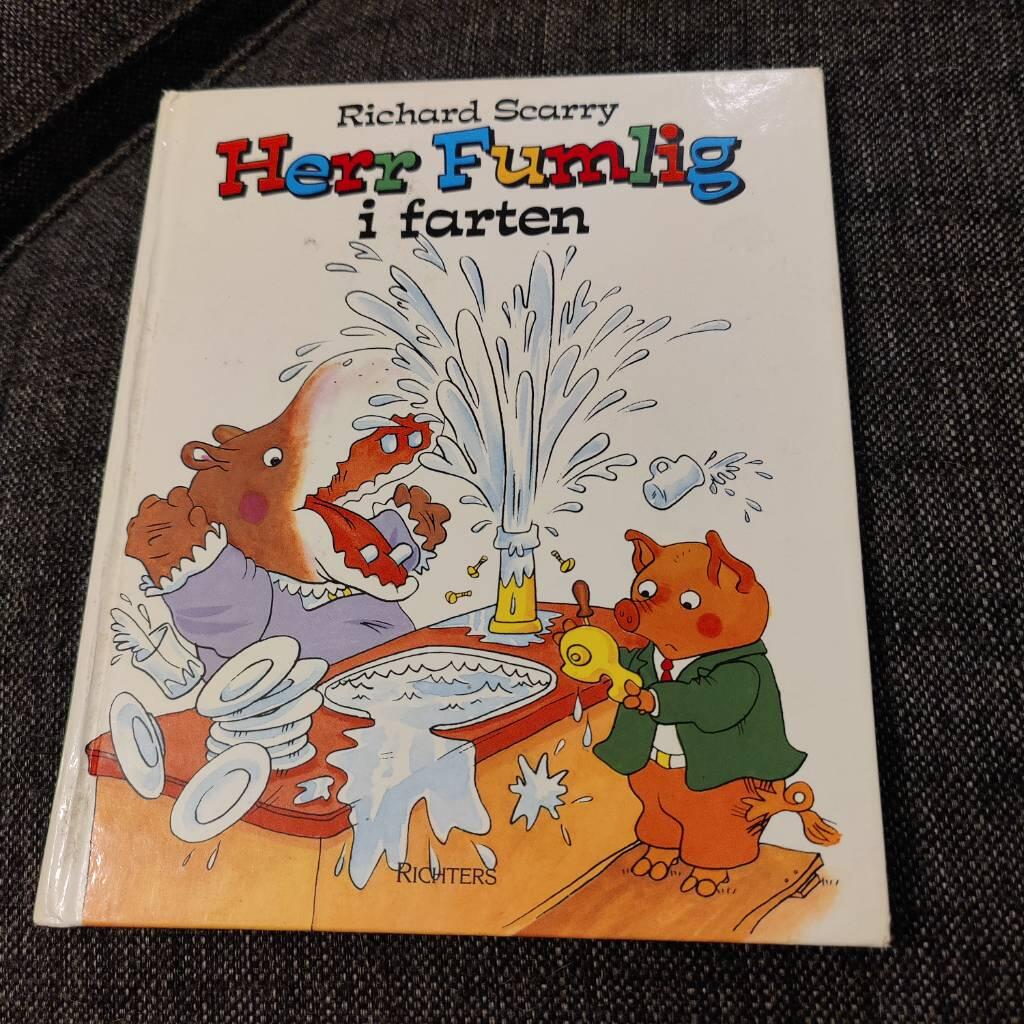 Richard Scarry
Herr Fumlig
i farten
RICHTERS